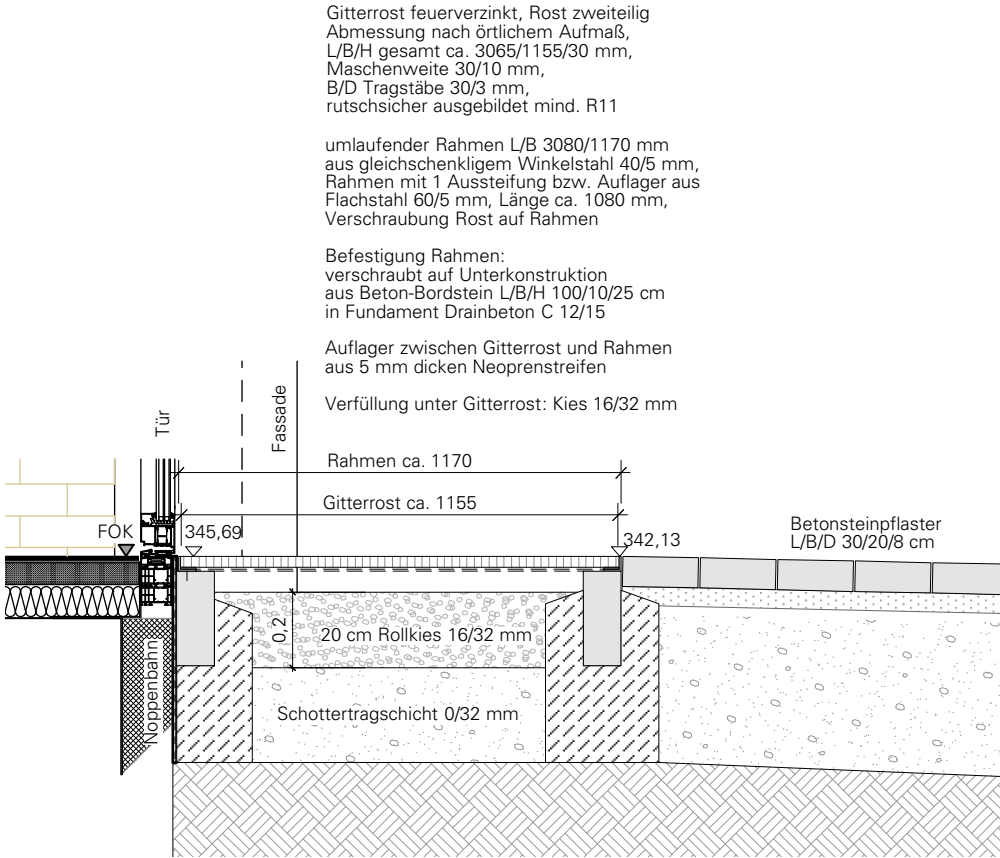 Gitterrost feuerverzinkt, Rost zweiteilig
Abmessung nach örtlichem Aufmaß,
L/B/H gesamt ca. 3065/1155/30 mm,
Maschenweite 30/10 mm,
B/D Tragstäbe 30/3 mm,
rutschsicher ausgebildet mind. R11
umlaufender Rahmen L/B 3080/1170 mm
aus gleichschenkligem Winkelstahl 40/5 mm,
Rahmen mit 1 Aussteifung bzw. Auflager aus
Flachstahl 60/5 mm, Länge ca. 1080 mm,
Verschraubung Rost auf Rahmen
Befestigung Rahmen:
verschraubt auf Unterkonstruktion
aus Beton-Bordstein L/B/H 100/10/25 cm
in Fundament Drainbeton C 12/15
Auflager zwischen Gitterrost und Rahmen
aus 5 mm dicken Neoprenstreifen
Verfüllung unter Gitterrost: Kies 16/32 mm
Tür
Fassade
Rahmen ca. 1170
Gitterrost ca. 1155
FOK
345,69
342,13
Betonsteinpflaster
L/B/D 30/20/8 cm
0,2
20 cm Rollkies 16/32 mm
Noppenbahn
Schottertragschicht 0/32 mm